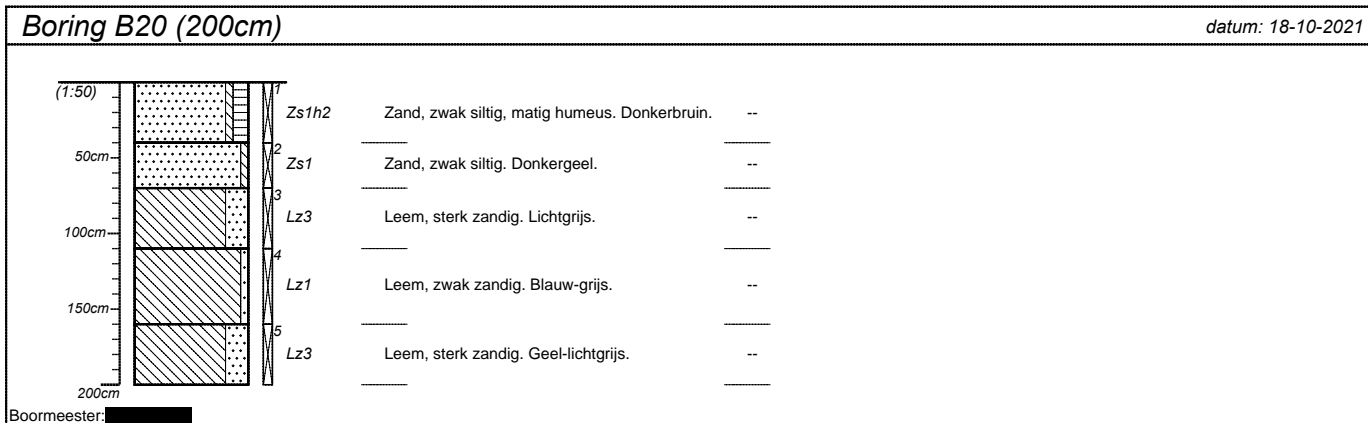 Boring B20 (200cm) datum: 18-10-2021
(1:50)
1
Zs1h2 Zand, zwak siltig, matig humeus. Donkerbruin. --
50cm
2
Zs1 Zand, zwak siltig. Donkergeel. --
3
Lz3 Leem, sterk zandig. Lichtgrijs. --
100cm
4
Lz1 Leem, zwak zandig. Blauw-grijs. --
150cm
5
Lz3 Leem, sterk zandig. Geel-lichtgrijs. --
200cm
Boormeester: